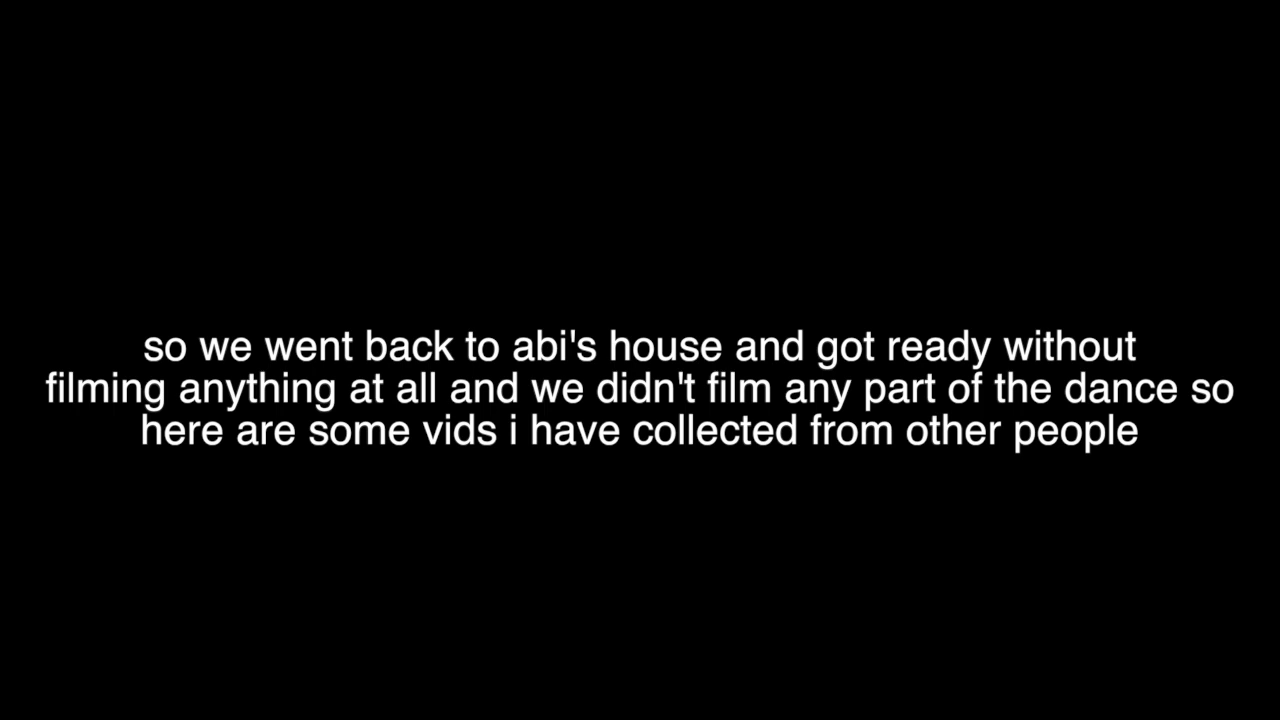 so we went back to abi's house and got ready without
filming anything at all and we didn't film any part of the dance so
here are some vids i have collected from other people